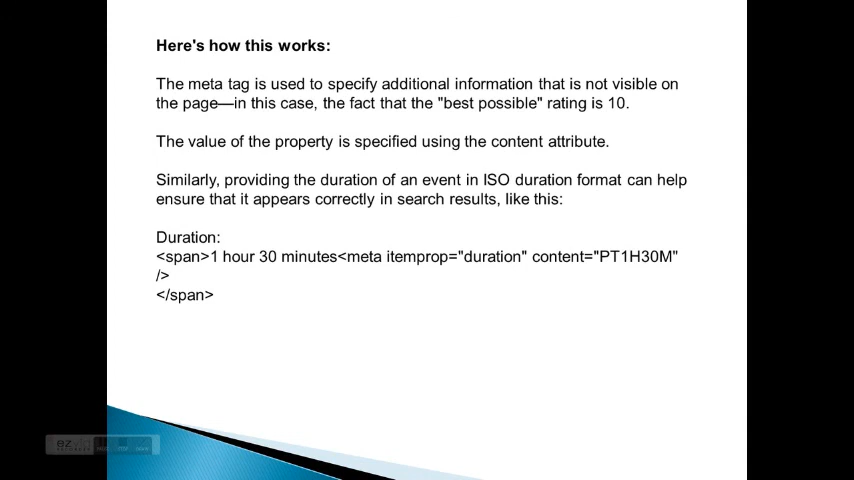 Here's how this works:
The meta tag is used to specify additional information that is not visible on
the page—in this case, the fact that the "best possible" rating is 10.
The value of the property is specified using the content attribute.
Similarly, providing the duration of an event in ISO duration format can help
ensure that it appears correctly in search results, like this:
Duration:
<span>1 hour 30 minutes<meta itemprop="duration" content="PT1H30M"
/>
</span>